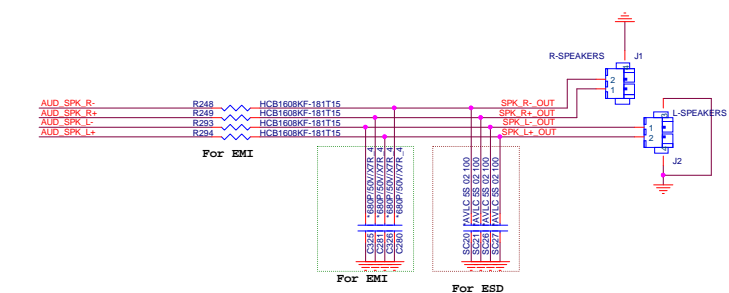 R-SPEAKERS J1
2
1
AUD_SPK_R- R248 HCB1608KF-181T15 SPK_R-_OUT
AUD_SPK_R+ R249 HCB1608KF-181T15 SPK_R+_OUT
AUD_SPK_L- R293 HCB1608KF-181T15 SPK_L-_OUT
AUD_SPK_L+ R294 HCB1608KF-181T15 SPK_L+_OUT
L-SPEAKERS
1
2
J2
For EMI
C325 *680P/50V/X7R_4
C281 *680P/50V/X7R_4
C326 *680P/50V/X7R_4
C280 *680P/50V/X7R_4
For EMI
SC20 *AVLC 5S 02 100
SC21 *AVLC 5S 02 100
SC26 *AVLC 5S 02 100
SC27 *AVLC 5S 02 100
For ESD